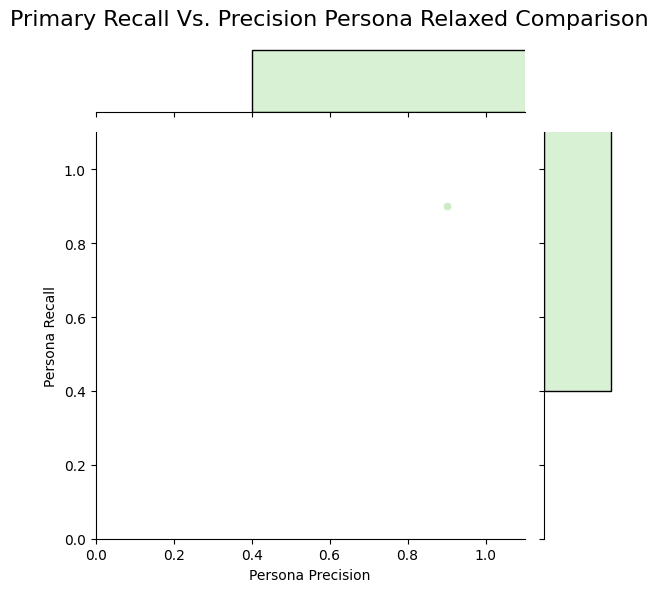 Primary Recall Vs. Precision Persona Relaxed Comparison
1.0
0.8
0.6
0.4
0.2
0.0
Persona Recall
0.0 0.2 0.4 0.6 0.8 1.0
Persona Precision